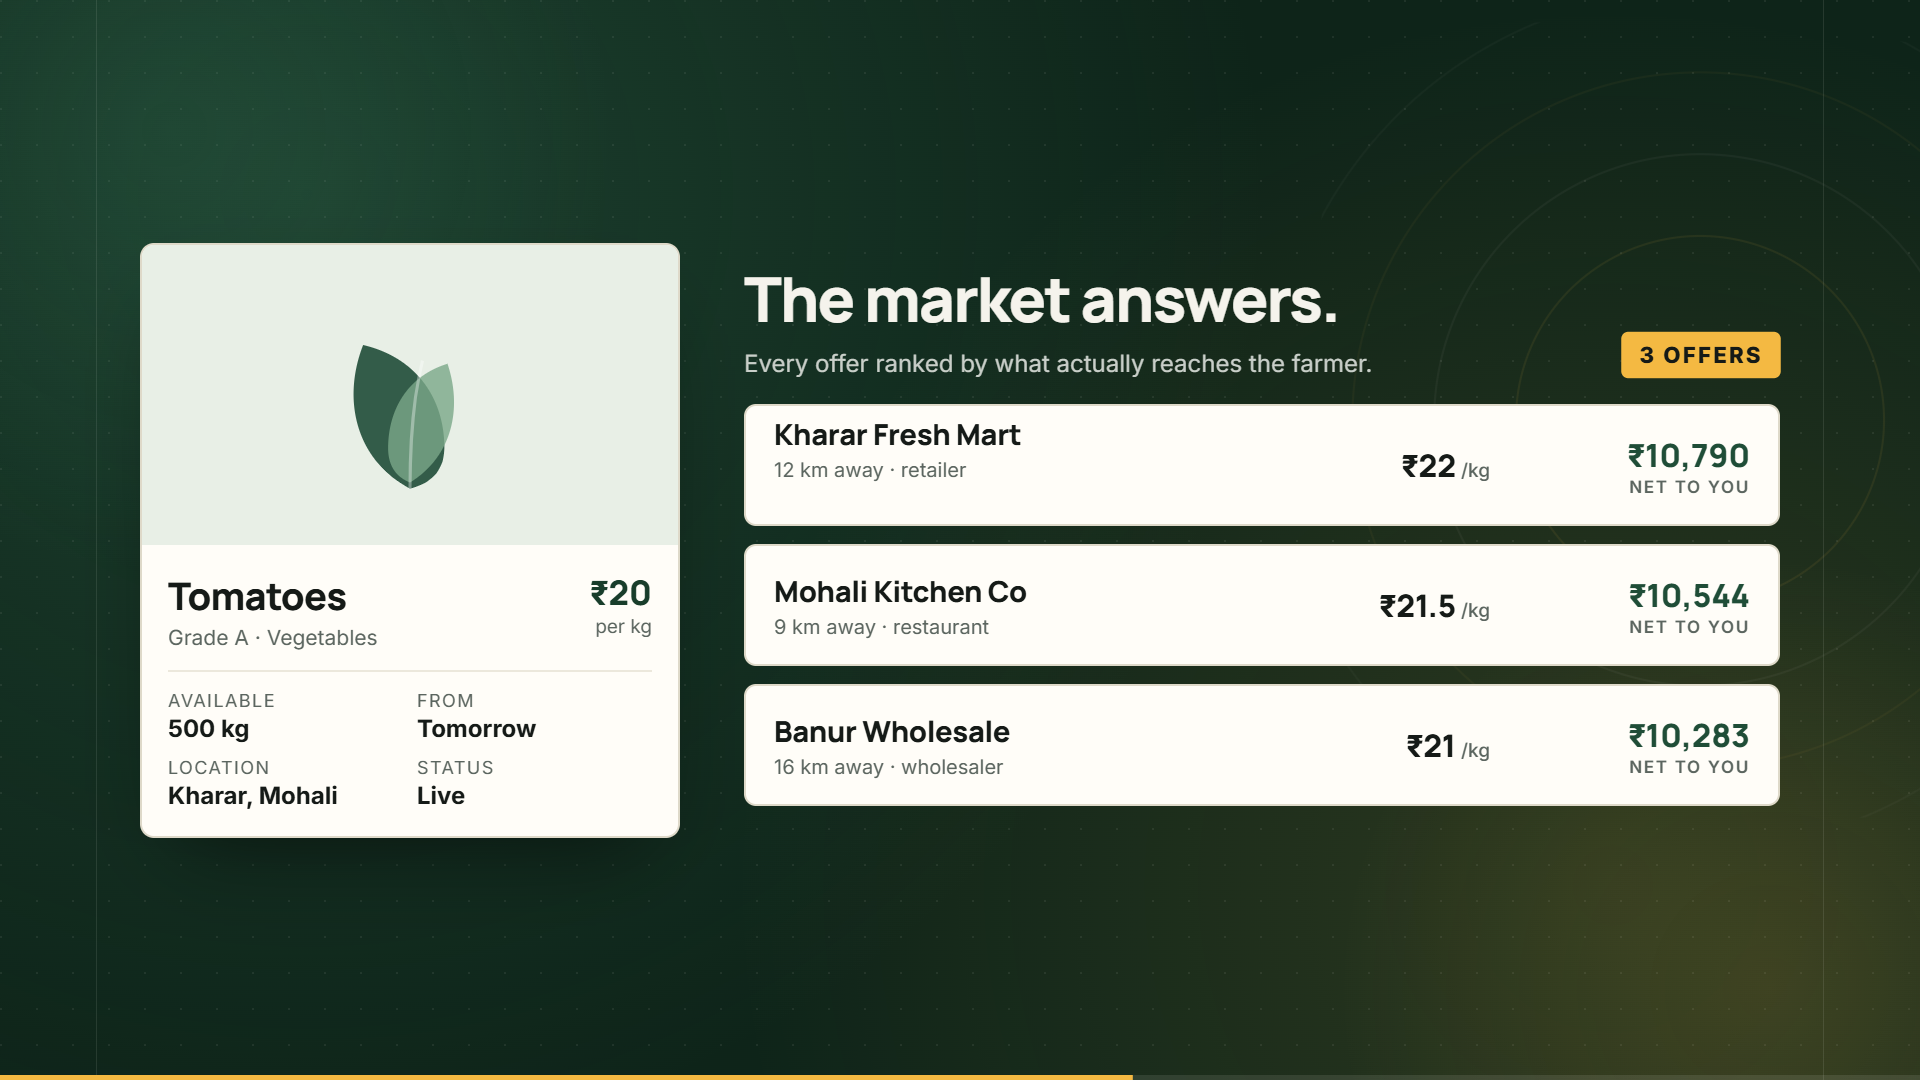 Tomatoes
₹20
Grade A · Vegetables
per kg
AVAILABLE
FROM
500 kg
Tomorrow
LOCATION
STATUS
Kharar, Mohali
Live
The market answers.
Every offer ranked by what actually reaches the farmer.
3 OFFERS
Kharar Fresh Mart
12 km away · retailer
₹22 /kg
₹10,790
NET TO YOU
Mohali Kitchen Co
9 km away · restaurant
₹21.5 /kg
₹10,544
NET TO YOU
Banur Wholesale
16 km away · wholesaler
₹21 /kg
₹10,283
NET TO YOU